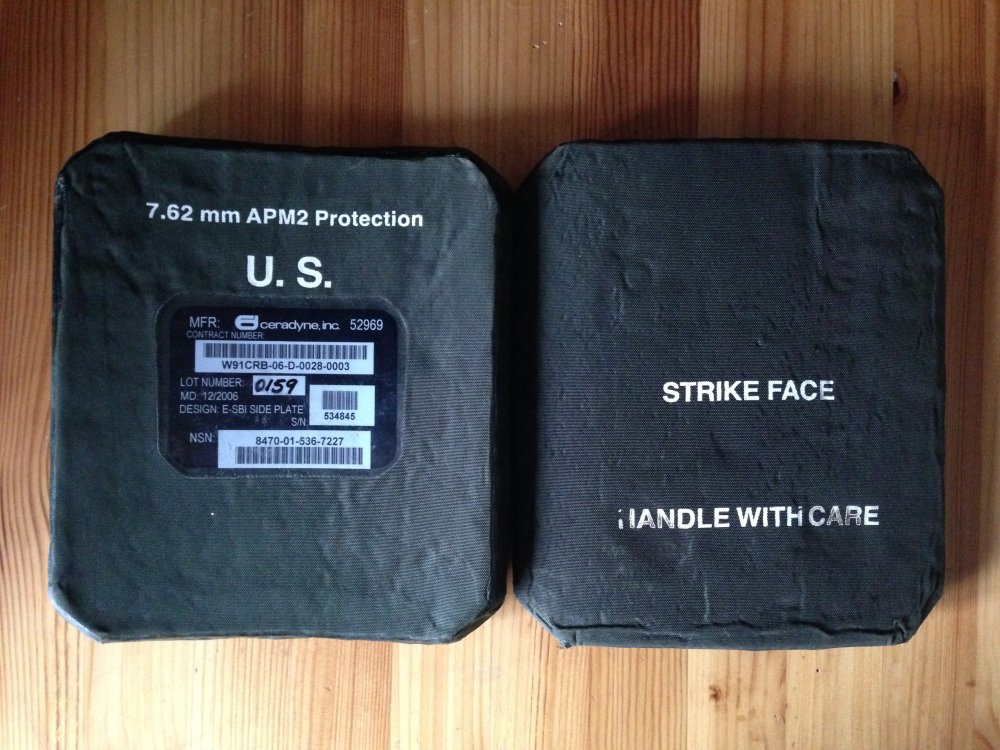 7.62 mm APM2 Protection
U. S.
MFR: ceradyne, inc. 52969
CONTRACT NUMBER:
W91CRB-06-D-0028-0003
LOT NUMBER: 0159
MD: 12/2006
DESIGN: E-SBI SIDE PLATE
S/N: 534845
NSN: 8470-01-536-7227
STRIKE FACE
HANDLE WITH CARE